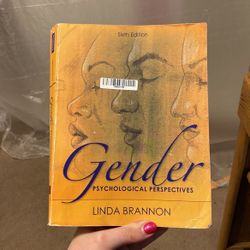 Sixth Edition
Gender
PSYCHOLOGICAL PERSPECTIVES
LINDA BRANNON